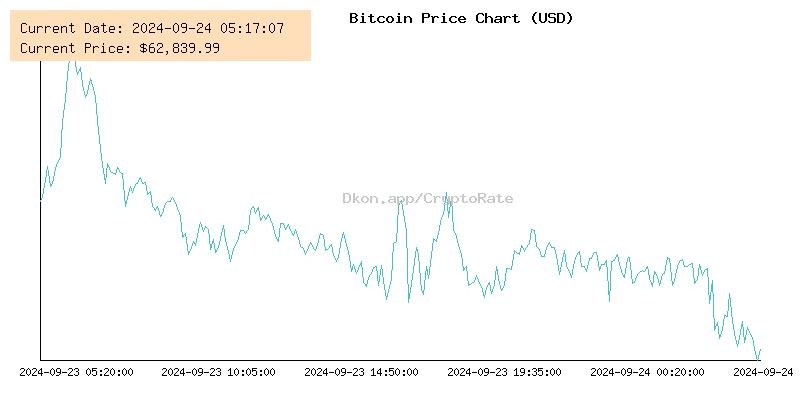 Bitcoin Price Chart (USD)
Current Date: 2024-09-24 05:17:07
Current Price: $62,839.99
Dkon.app/CryptoRate
2024-09-23 05:20:00 2024-09-23 10:05:00 2024-09-23 14:50:00 2024-09-23 19:35:00 2024-09-24 00:20:00 2024-09-24